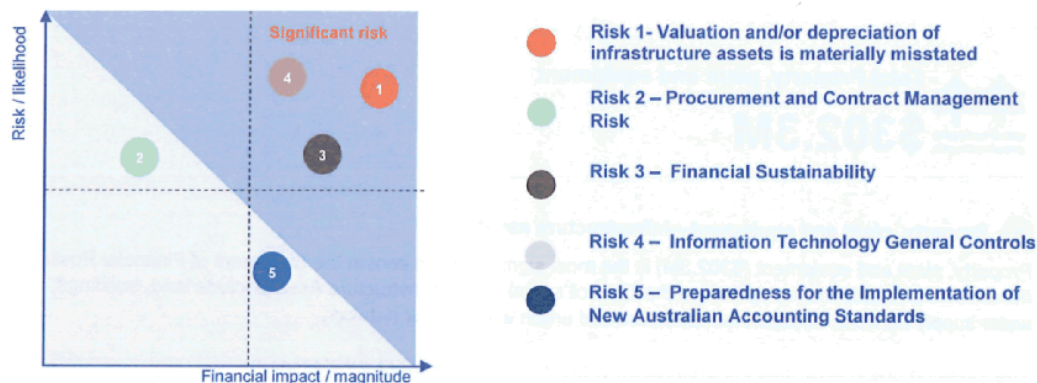 Significant risk
4
1
2
3
5
Risk / likelihood
Financial impact / magnitude
Risk 1- Valuation and/or depreciation of
infrastructure assets is materially misstated
Risk 2 – Procurement and Contract Management
Risk
Risk 3 – Financial Sustainability
Risk 4 – Information Technology General Controls
Risk 5 – Preparedness for the Implementation of
New Australian Accounting Standards